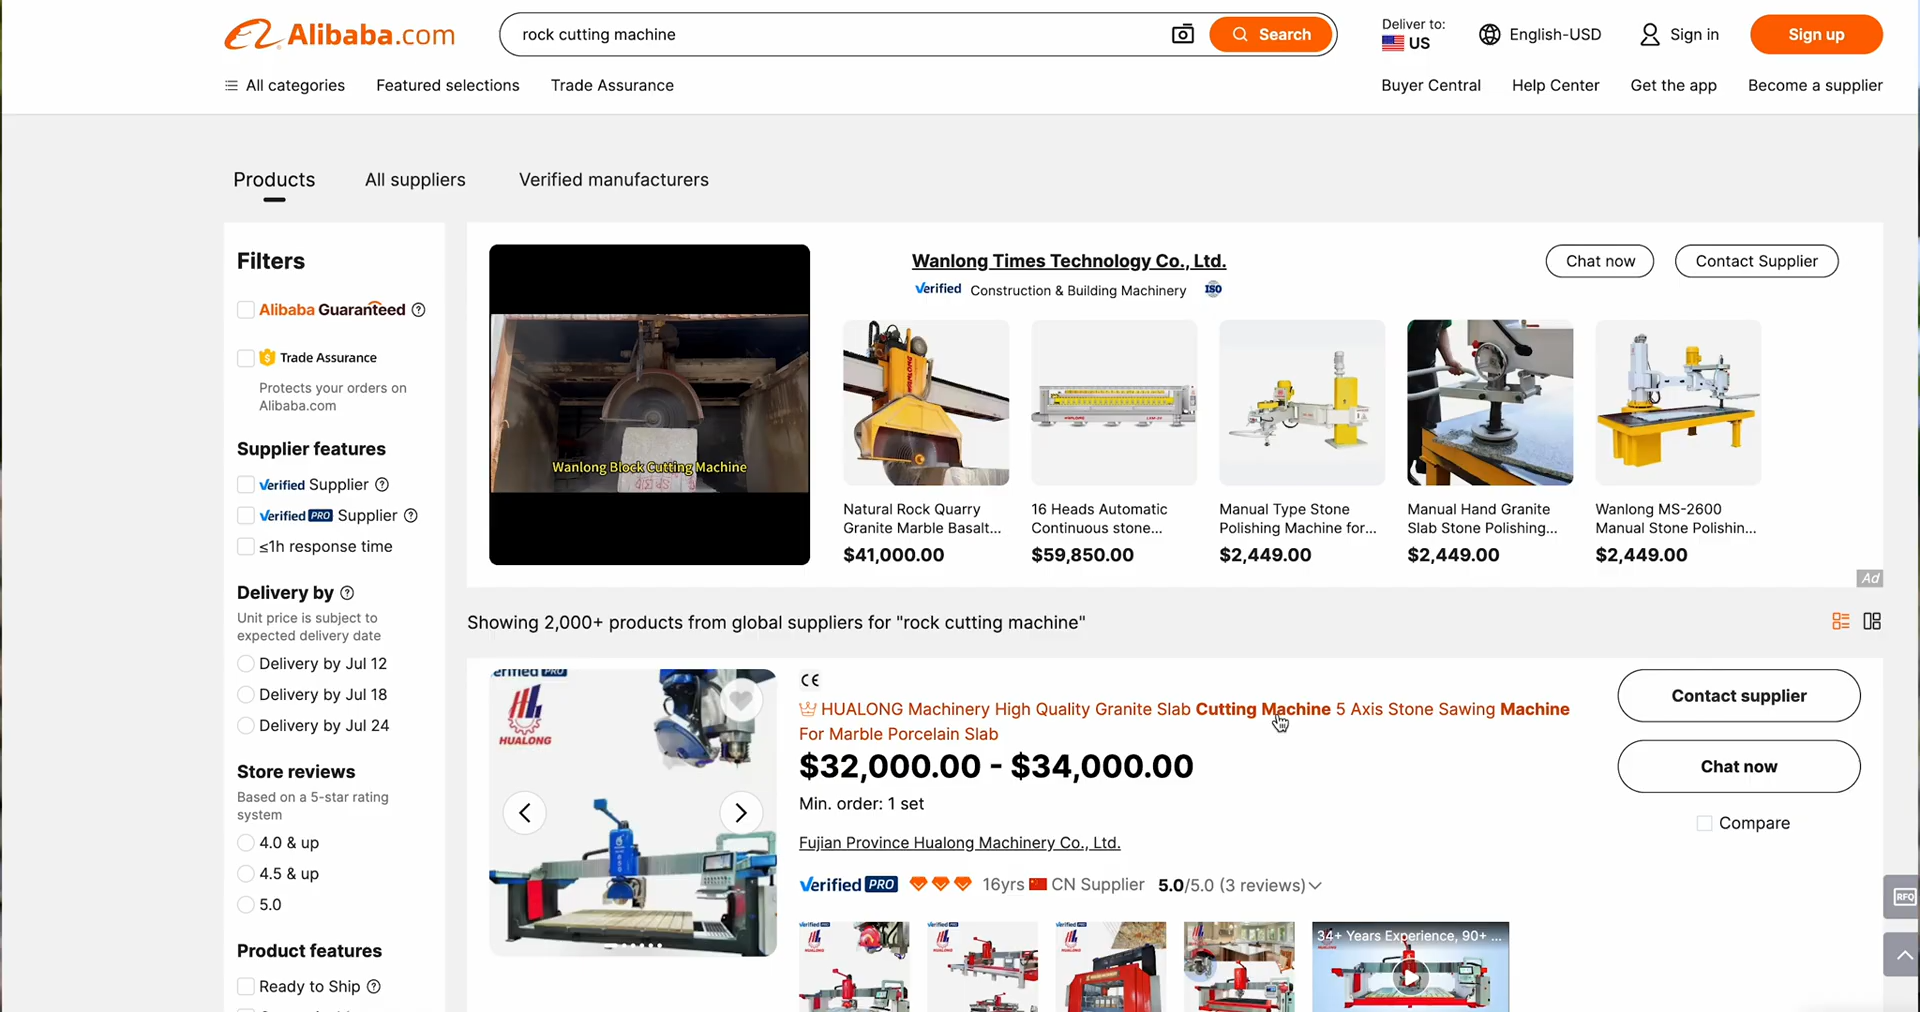 Alibaba.com
rock cutting machine
Search
Deliver to:
US
English-USD
Sign in
Sign up
All categories
Featured selections
Trade Assurance
Buyer Central
Help Center
Get the app
Become a supplier
Products
All suppliers
Verified manufacturers
Filters
Alibaba Guaranteed
Trade Assurance
Protects your orders on
Alibaba.com
Supplier features
Verified Supplier
Verified PRO Supplier
≤1h response time
Delivery by
Unit price is subject to
expected delivery date
Delivery by Jul 12
Delivery by Jul 18
Delivery by Jul 24
Store reviews
Based on a 5-star rating
system
4.0 & up
4.5 & up
5.0
Product features
Ready to Ship
Wanlong Block Cutting Machine
Wanlong Times Technology Co., Ltd.
Verified Construction & Building Machinery ISO
Chat now
Contact Supplier
Natural Rock Quarry
Granite Marble Basalt...
$41,000.00
16 Heads Automatic
Continuous stone...
$59,850.00
Manual Type Stone
Polishing Machine for...
$2,449.00
Manual Hand Granite
Slab Stone Polishing...
$2,449.00
Wanlong MS-2600
Manual Stone Polishin...
$2,449.00
Ad
Showing 2,000+ products from global suppliers for "rock cutting machine"
Verified PRO
HUALONG
CE
HUALONG Machinery High Quality Granite Slab Cutting Machine 5 Axis Stone Sawing Machine
For Marble Porcelain Slab
$32,000.00 - $34,000.00
Min. order: 1 set
Fujian Province Hualong Machinery Co., Ltd.
Verified PRO 16yrs CN Supplier 5.0/5.0 (3 reviews)
34+ Years Experience, 90+ ...
Contact supplier
Chat now
Compare
RFQ